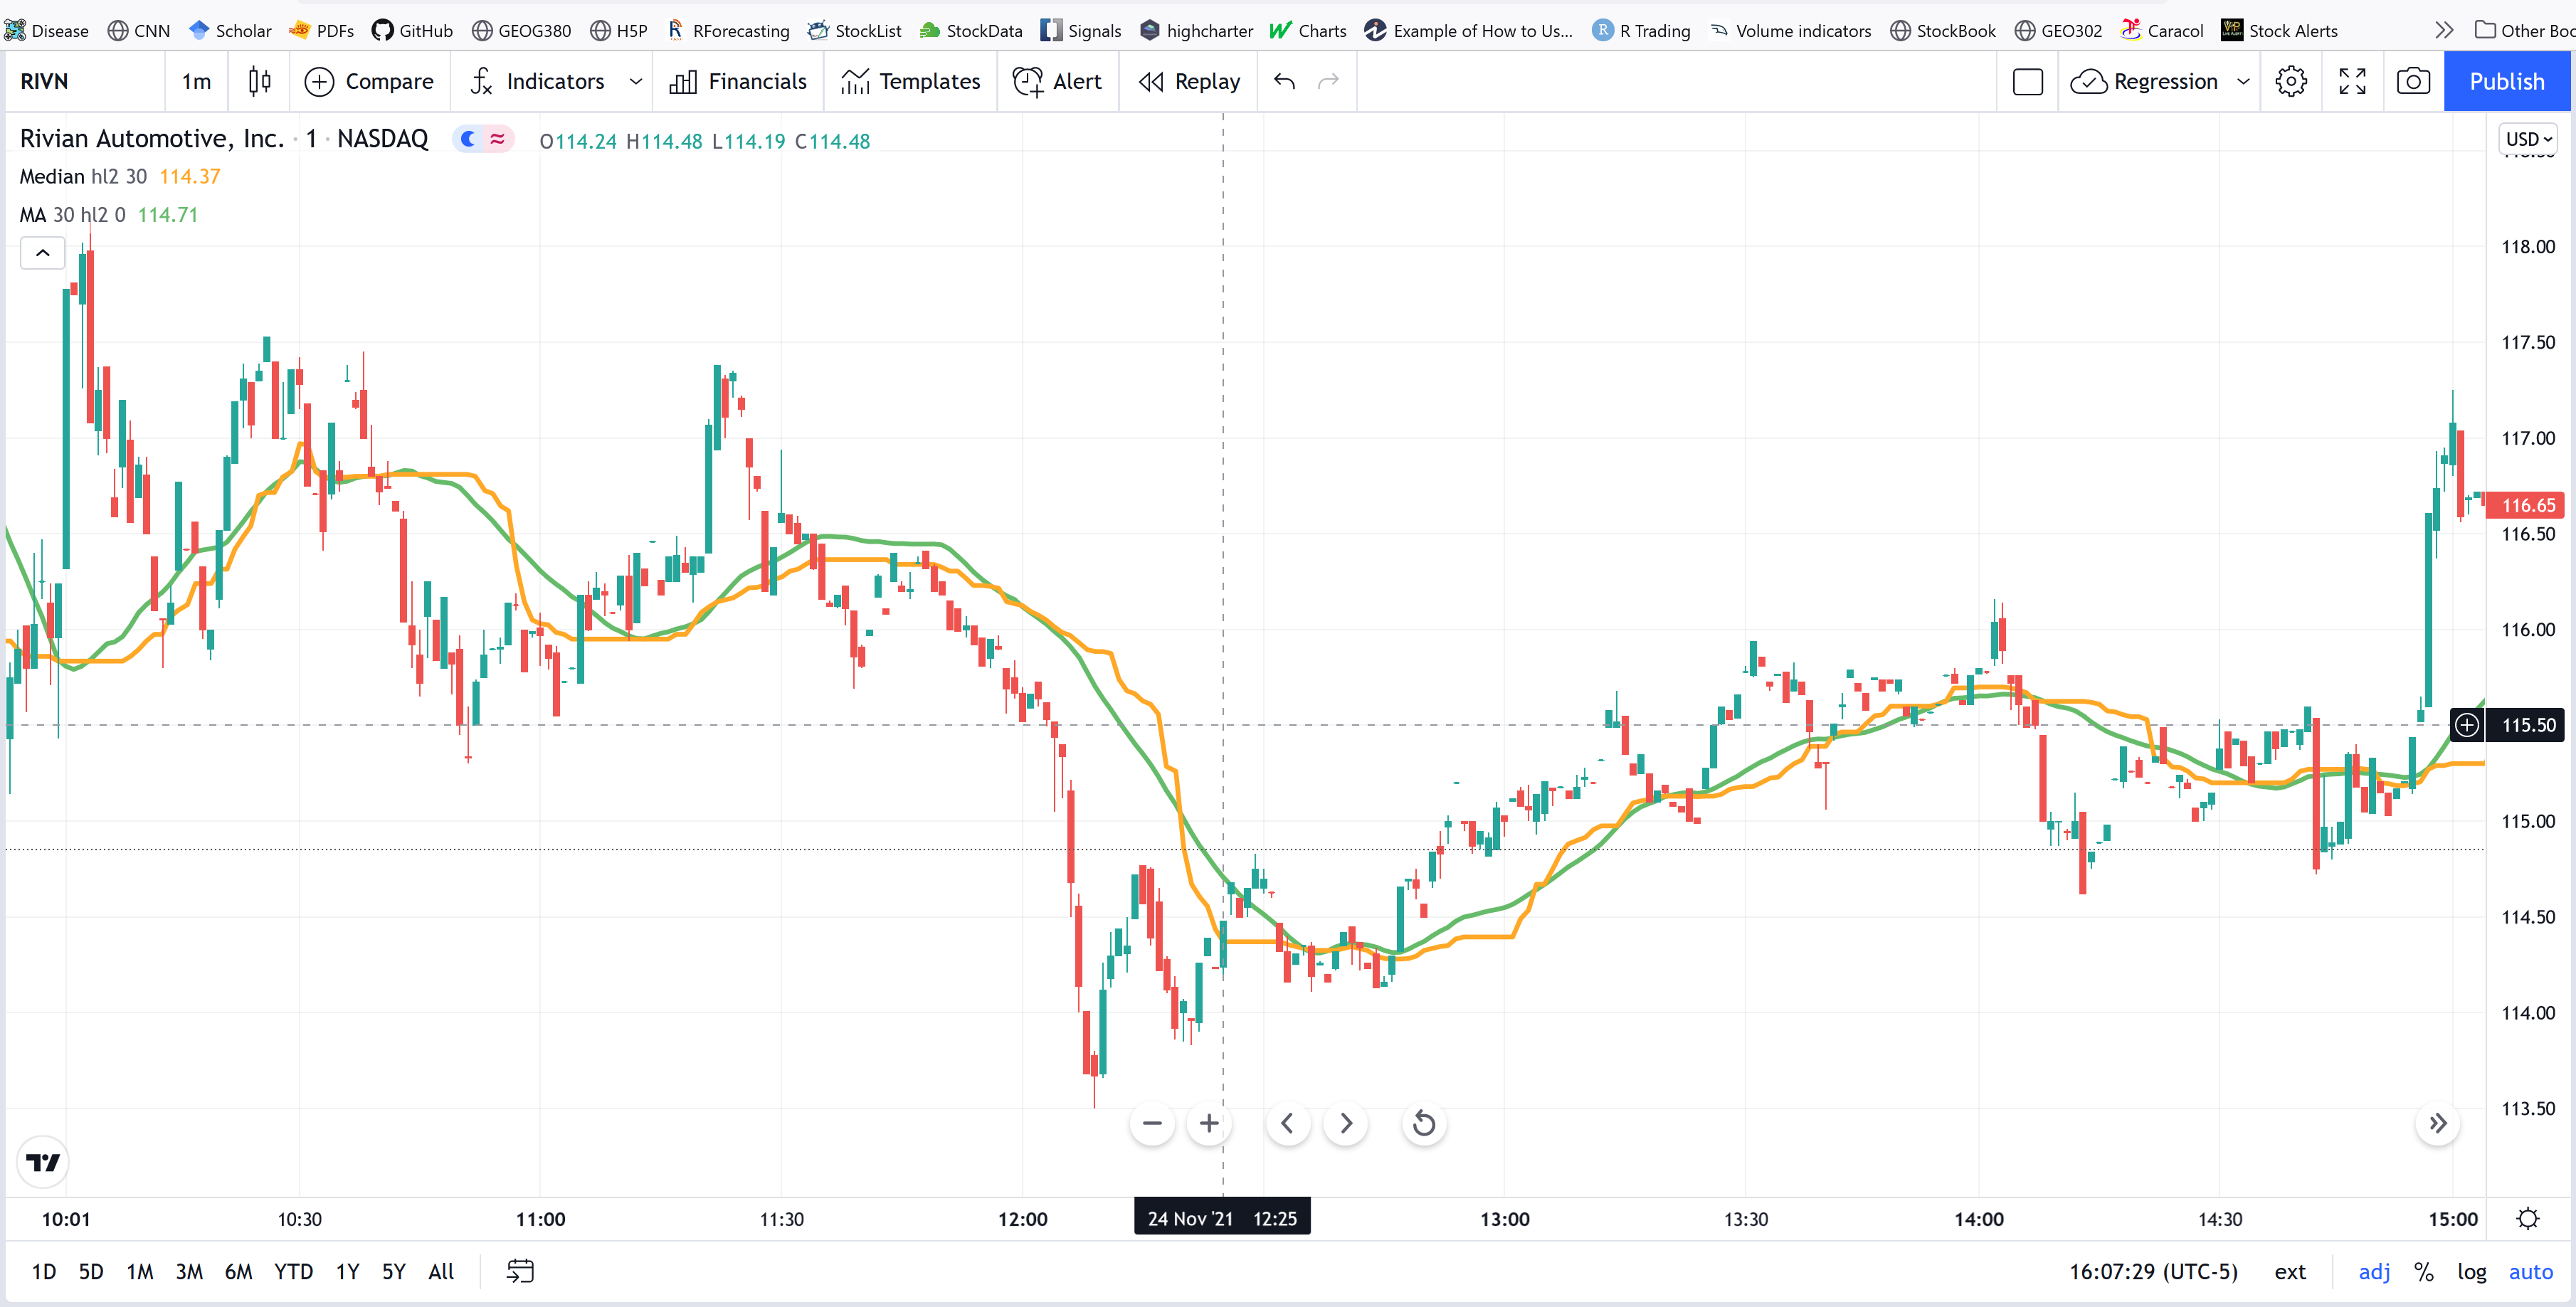 Disease CNN Scholar PDFs GitHub GEOG380 H5P RForecasting StockList StockData Signals highcharter Charts Example of How to Us... R Trading Volume indicators StockBook GEO302 Caracol Stock Alerts Other Boo
RIVN 1m Compare Indicators Financials Templates Alert Replay Regression Publish
Rivian Automotive, Inc. · 1 · NASDAQ O114.24 H114.48 L114.19 C114.48 USD
Median hl2 30 114.37
MA 30 hl2 0 114.71
118.00
117.50
117.00
116.65
116.50
116.00
115.50
115.00
114.50
114.00
113.50
10:01 10:30 11:00 11:30 12:00 24 Nov '21 12:25 13:00 13:30 14:00 14:30 15:00
1D 5D 1M 3M 6M YTD 1Y 5Y All 16:07:29 (UTC-5) ext adj % log auto